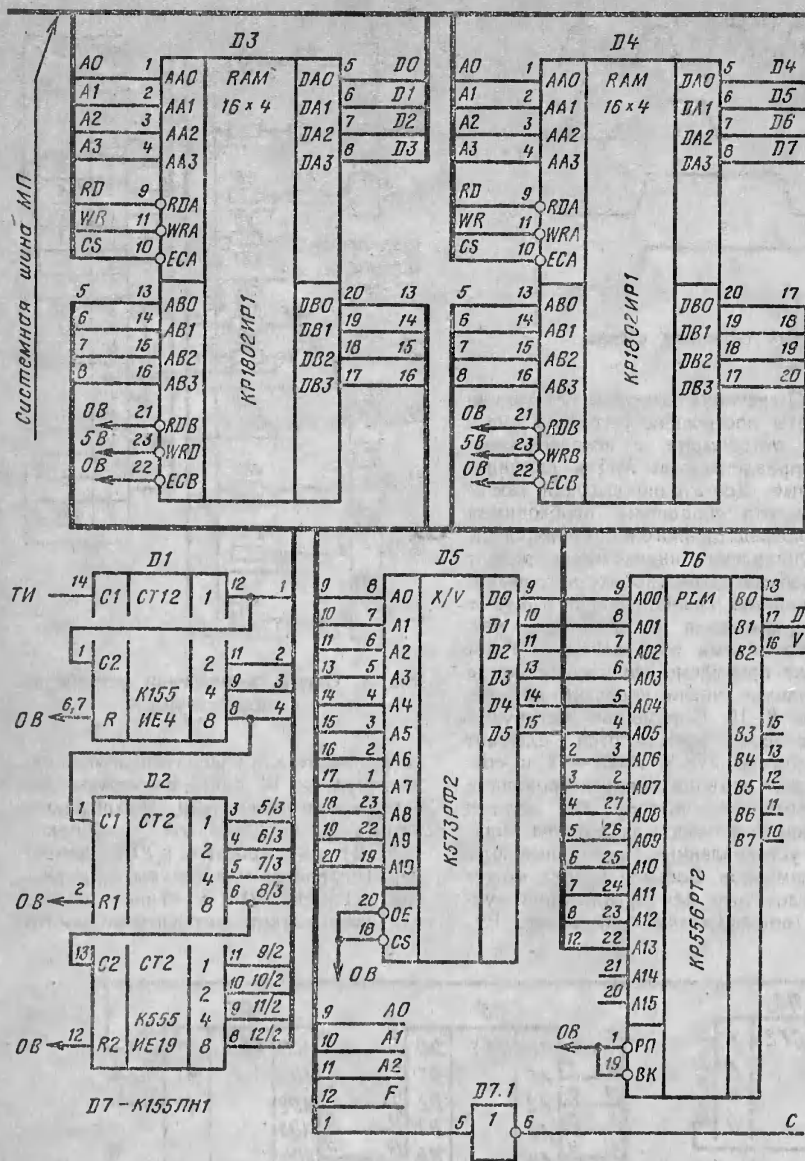 Системная шина МП
D3
A0 1 AA0 RAM DA0 5 D0
A1 2 AA1 16×4 DA1 6 D1
A2 3 AA2 DA2 7 D2
A3 4 AA3 DA3 8 D3
RD 9 RDA
WR 11 WRA
CS 10 ECA
КР1802ИР1
5 13 AB0 DB0 20 13
6 14 AB1 DB1 19 14
7 15 AB2 DB2 18 15
8 16 AB3 DB3 17 16
0В 21 RDB
5В 23 WRD
0В 22 ECB
D4
A0 1 AA0 RAM DA0 5 D4
A1 2 AA1 16×4 DA1 6 D5
A2 3 AA2 DA2 7 D6
A3 4 AA3 DA3 8 D7
RD 9 RDA
WR 11 WRA
CS 10 ECA
КР1802ИР1
5 13 AB0 DB0 20 17
6 14 AB1 DB1 19 18
7 15 AB2 DB2 18 19
8 16 AB3 DB3 17 20
0В 21 RDB
5В 23 WRB
0В 22 ECB
D1
ТИ 14 C1 CT12 1 12 1
1 C2 2 11 2
К155 4 9 3
0В 6,7 R ИЕ4 8 8 4
D2
1 C1 CT2 1 3 5/3
2 4 6/3
4 5 7/3
0В 2 R1 8 6 8/3
13 C2 CT2 1 11 9/2
2 10 10/2
К555 4 9 11/2
0В 12 R2 ИЕ19 8 8 12/2
D7 – К155ЛН1
D5
9 8 A0 X/V D0 9
10 7 A1 D1 10
11 6 A2 D2 11
13 5 A3 D3 13
14 4 A4 D4 14
15 3 A5 D5 15
16 2 A6
17 1 A7
18 23 A8
19 22 A9
20 19 A10
К573РФ2
20 OE
18 CS
0В
9 A0
10 A1
11 A2
12 F
1
D7.1
5 1 6 C
D6
9 A00 PLM B0 13
8 A01 B1 17 D
7 A02 B2 16 V
6 A03
5 A04
4 A05 B3 15
2 3 A06 B4 13
3 2 A07 B5 12
4 27 A08 B6 11
5 26 A09 B7 10
6 25 A10
7 24 A11
8 23 A12
12 22 A13
21 A14
20 A15
КР556РТ2
0В 1 РП
19 ВК